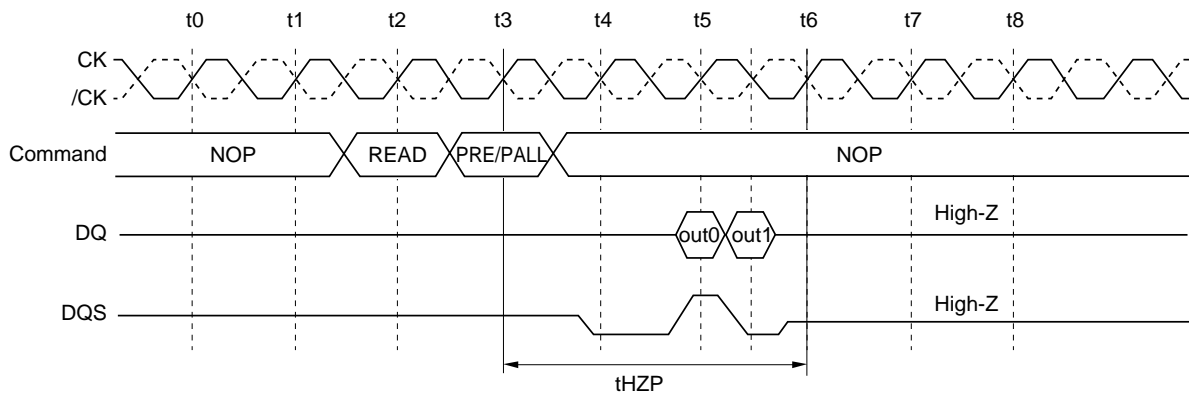 t0 t1 t2 t3 t4 t5 t6 t7 t8
CK
/CK
Command NOP READ PRE/PALL NOP
High-Z
DQ out0 out1
High-Z
DQS
tHZP